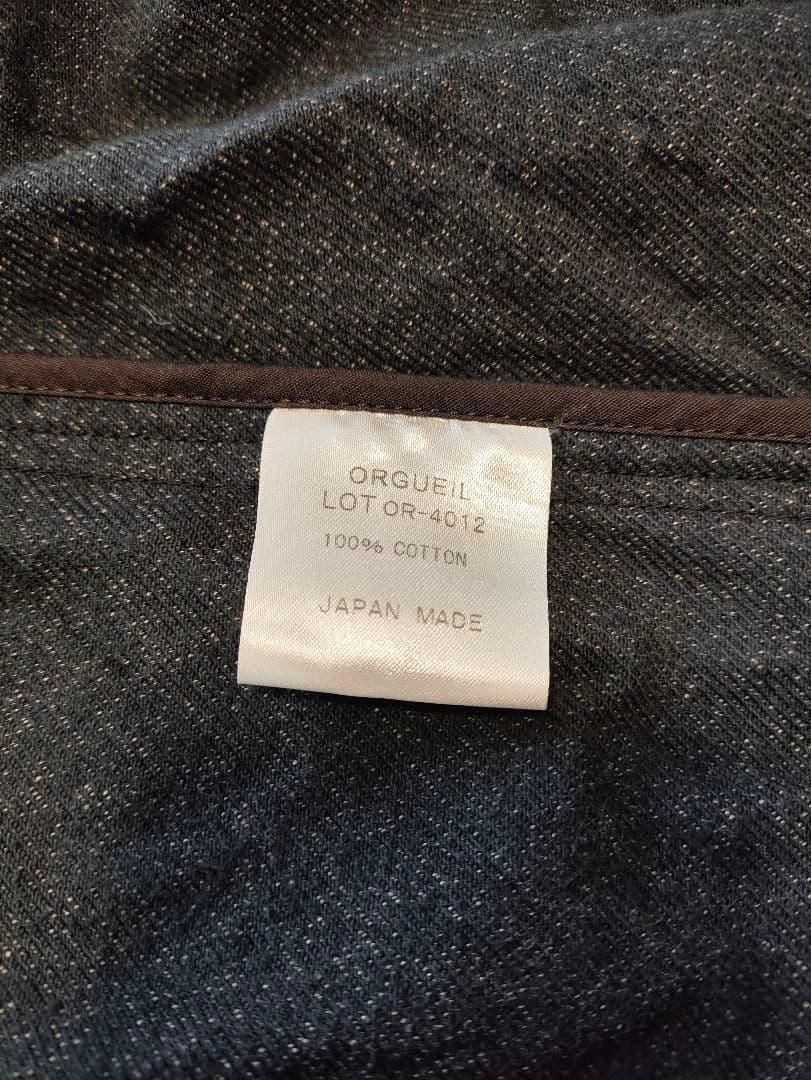 ORGUEIL
LOT OR-4012
100% COTTON
JAPAN MADE